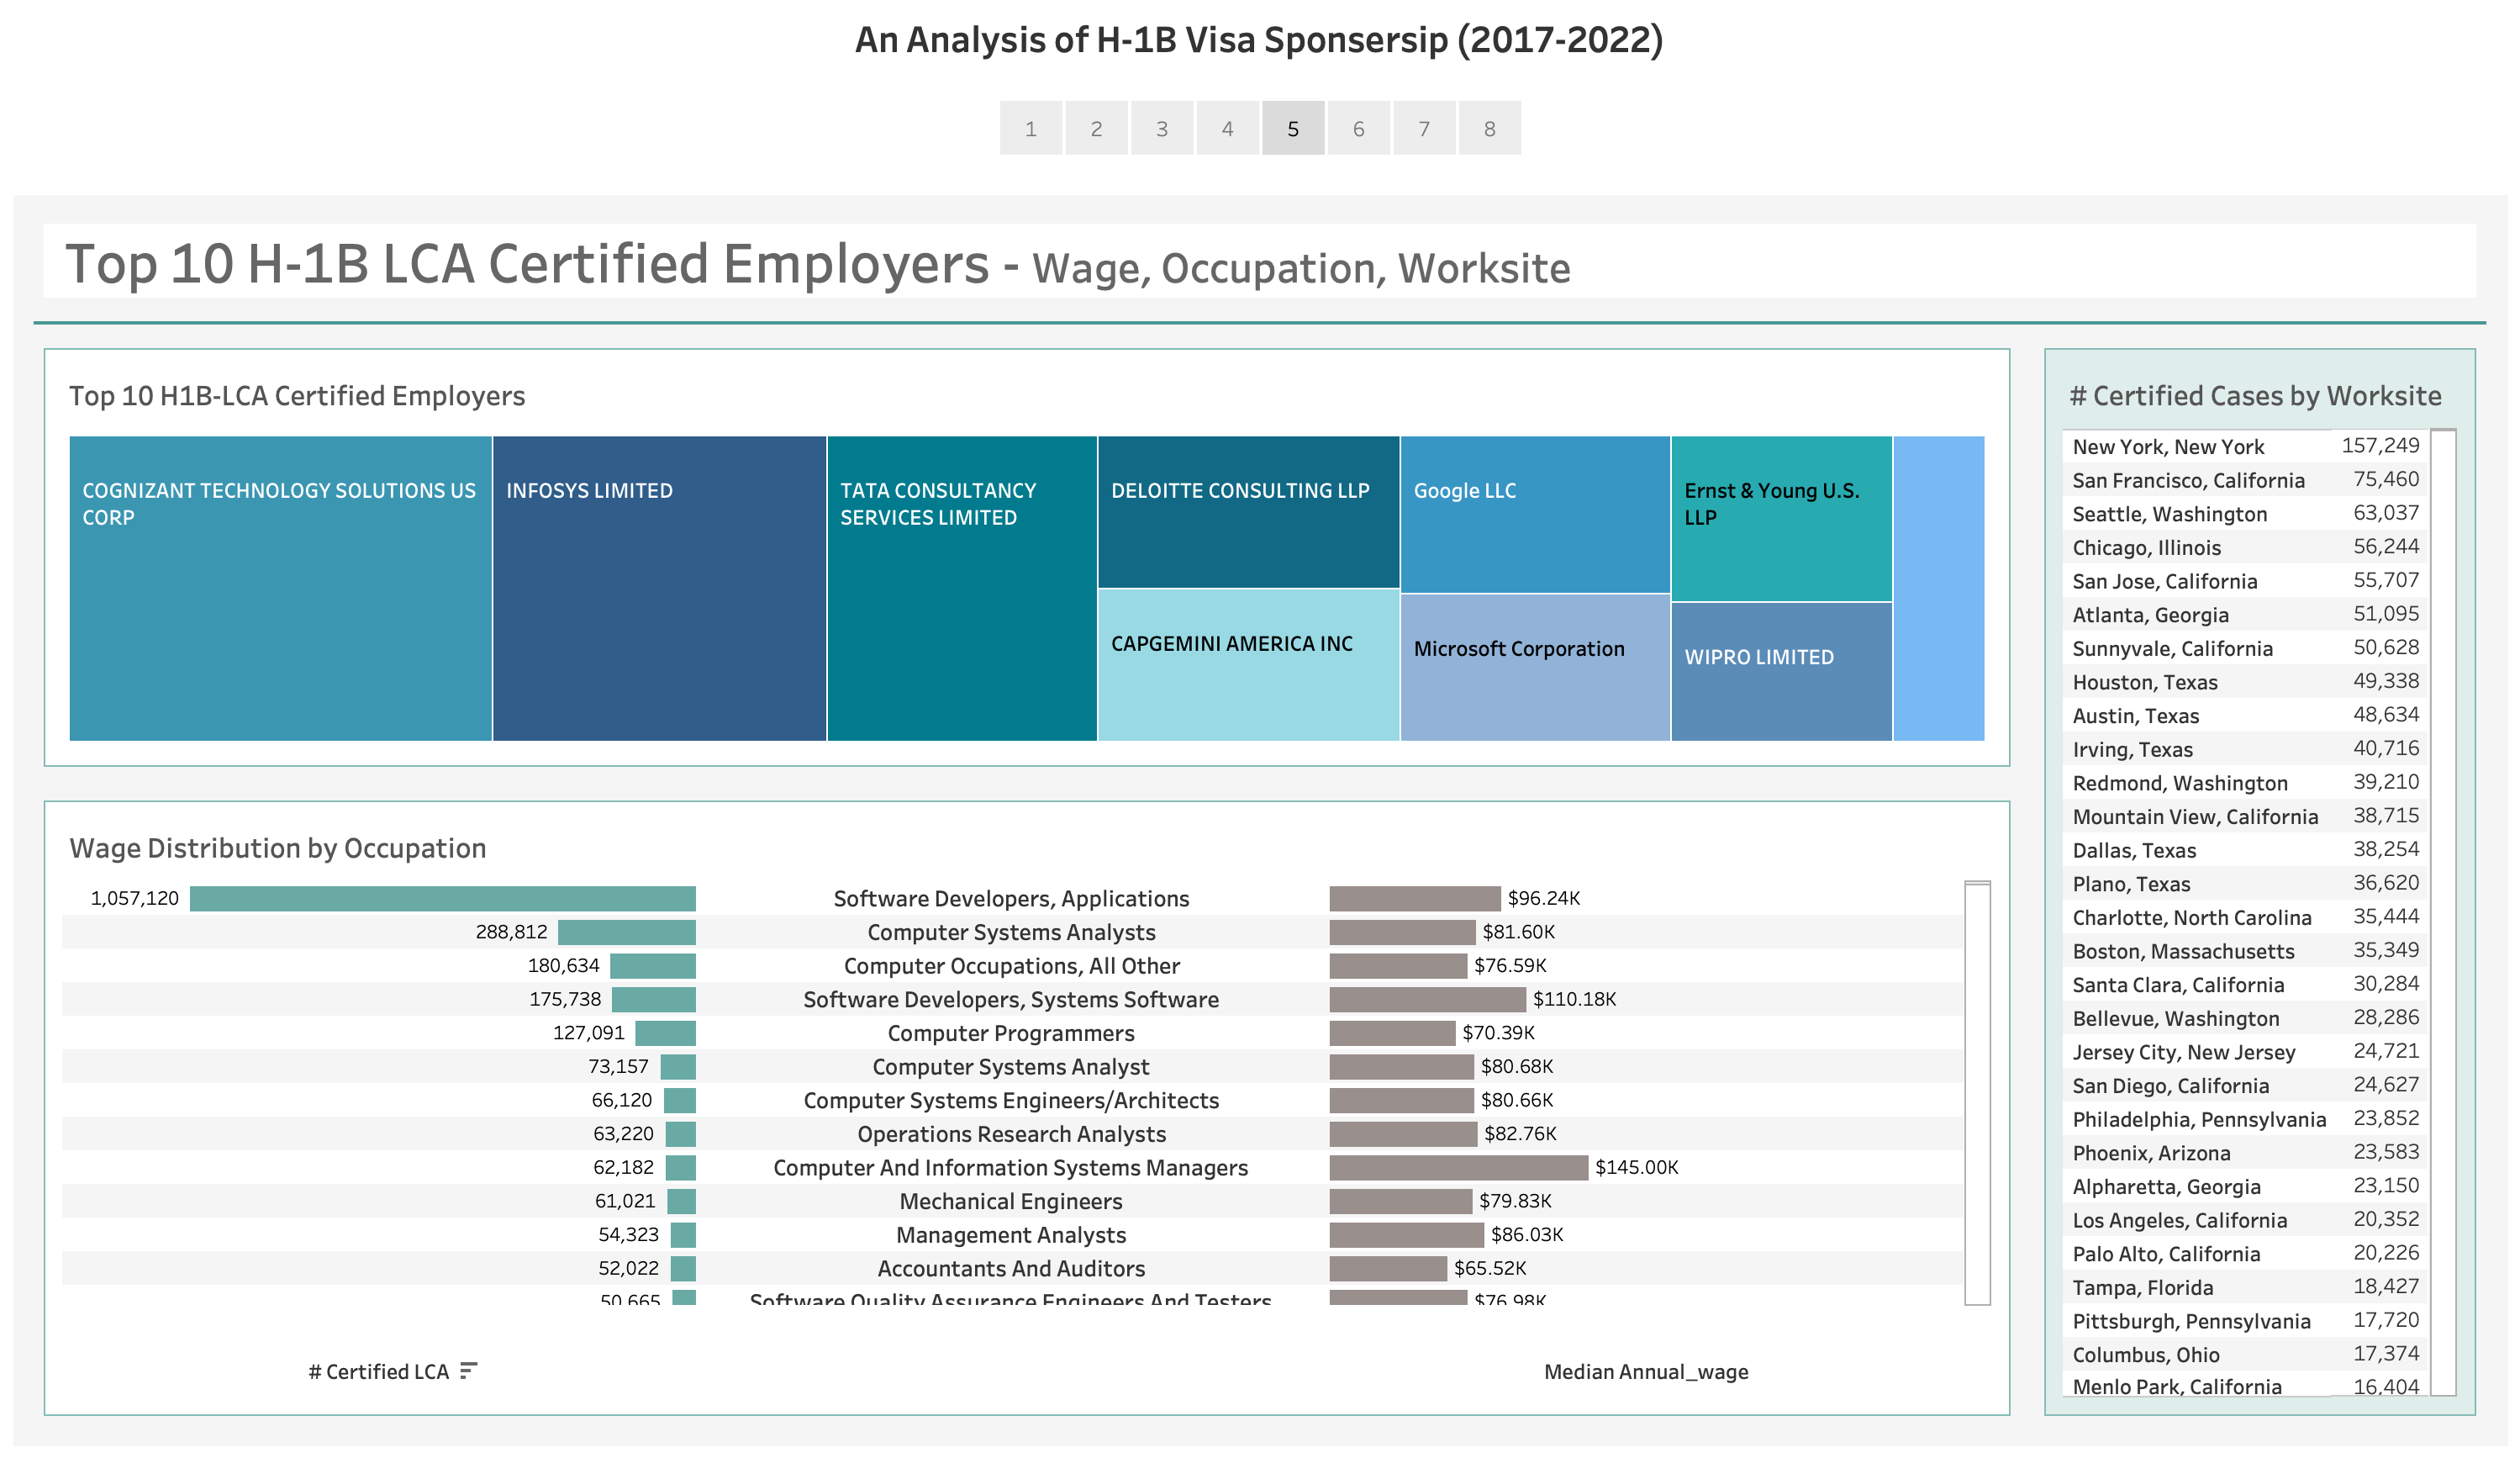 An Analysis of H-1B Visa Sponsersip (2017-2022)
1 2 3 4 5 6 7 8
Top 10 H-1B LCA Certified Employers - Wage, Occupation, Worksite
Top 10 H1B-LCA Certified Employers
COGNIZANT TECHNOLOGY SOLUTIONS US
CORP
INFOSYS LIMITED
TATA CONSULTANCY
SERVICES LIMITED
DELOITTE CONSULTING LLP
CAPGEMINI AMERICA INC
Google LLC
Microsoft Corporation
Ernst & Young U.S.
LLP
WIPRO LIMITED
Wage Distribution by Occupation
1,057,120 Software Developers, Applications $96.24K
288,812 Computer Systems Analysts $81.60K
180,634 Computer Occupations, All Other $76.59K
175,738 Software Developers, Systems Software $110.18K
127,091 Computer Programmers $70.39K
73,157 Computer Systems Analyst $80.68K
66,120 Computer Systems Engineers/Architects $80.66K
63,220 Operations Research Analysts $82.76K
62,182 Computer And Information Systems Managers $145.00K
61,021 Mechanical Engineers $79.83K
54,323 Management Analysts $86.03K
52,022 Accountants And Auditors $65.52K
50,665 Software Quality Assurance Engineers And Testers $76.98K
# Certified LCA Median Annual_wage
# Certified Cases by Worksite
New York, New York 157,249
San Francisco, California 75,460
Seattle, Washington 63,037
Chicago, Illinois 56,244
San Jose, California 55,707
Atlanta, Georgia 51,095
Sunnyvale, California 50,628
Houston, Texas 49,338
Austin, Texas 48,634
Irving, Texas 40,716
Redmond, Washington 39,210
Mountain View, California 38,715
Dallas, Texas 38,254
Plano, Texas 36,620
Charlotte, North Carolina 35,444
Boston, Massachusetts 35,349
Santa Clara, California 30,284
Bellevue, Washington 28,286
Jersey City, New Jersey 24,721
San Diego, California 24,627
Philadelphia, Pennsylvania 23,852
Phoenix, Arizona 23,583
Alpharetta, Georgia 23,150
Los Angeles, California 20,352
Palo Alto, California 20,226
Tampa, Florida 18,427
Pittsburgh, Pennsylvania 17,720
Columbus, Ohio 17,374
Menlo Park, California 16,404